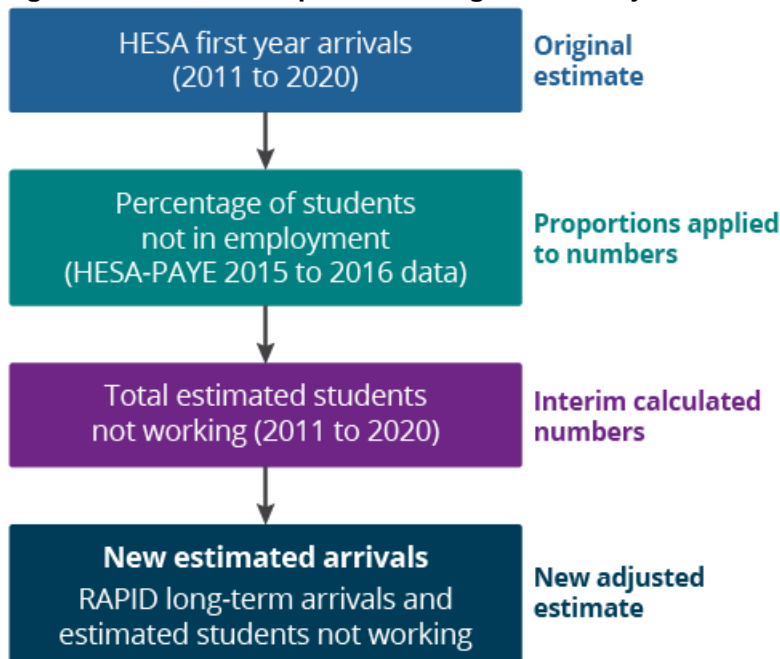 HESA first year arrivals
(2011 to 2020)
Original
estimate
Percentage of students
not in employment
(HESA-PAYE 2015 to 2016 data)
Proportions applied
to numbers
Total estimated students
not working (2011 to 2020)
Interim calculated
numbers
New estimated arrivals
RAPID long-term arrivals and
estimated students not working
New adjusted
estimate